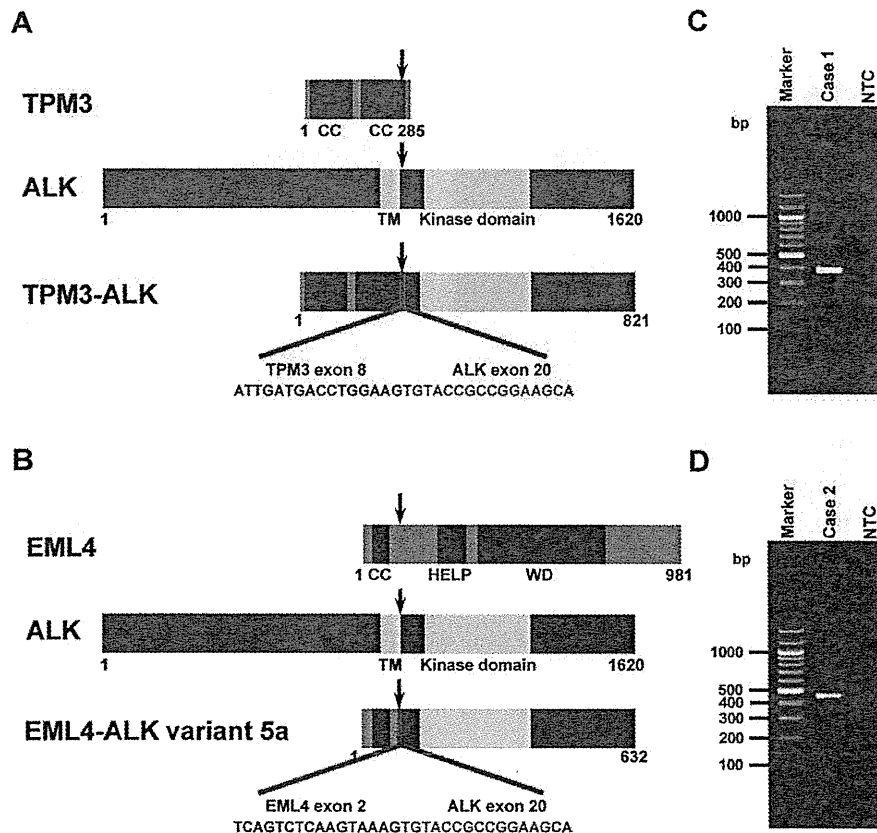 A
TPM3
1 CC CC 285
ALK
1 TM Kinase domain 1620
TPM3-ALK
1 821
TPM3 exon 8 ALK exon 20
ATTGATGACCTGGAAGTGTACCGCCGGAAGCA
B
EML4
1 CC HELP WD 981
ALK
1 TM Kinase domain 1620
EML4-ALK variant 5a
1 632
EML4 exon 2 ALK exon 20
TCAGTCTCAAGTAAAGTGTACCGCCGGAAGCA
C
Marker
Case 1
NTC
bp
1000
500
400
300
200
100
D
Marker
Case 2
NTC
bp
1000
500
400
300
200
100